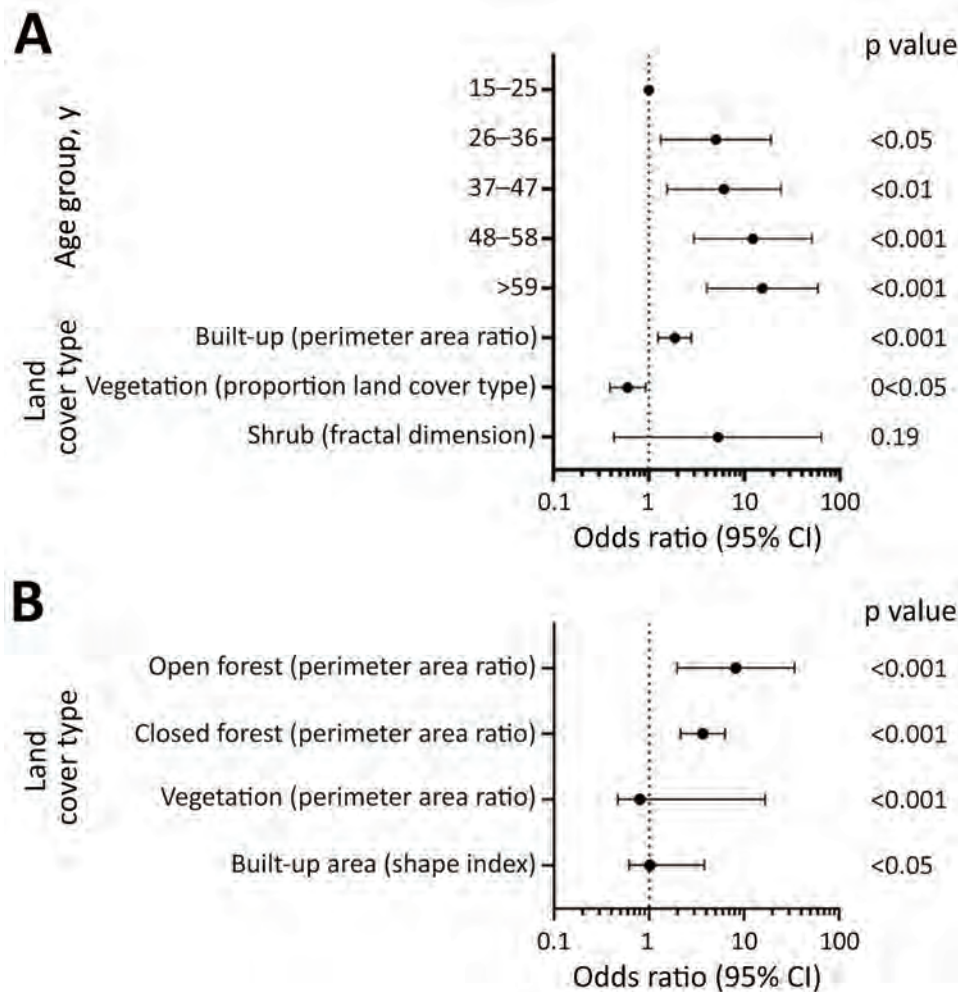 A
p value
Age group, y
15–25
26–36 <0.05
37–47 <0.01
48–58 <0.001
>59 <0.001
Land
cover type
Built-up (perimeter area ratio) <0.001
Vegetation (proportion land cover type) 0<0.05
Shrub (fractal dimension) 0.19
0.1 1 10 100
Odds ratio (95% CI)
B
p value
Land
cover type
Open forest (perimeter area ratio) <0.001
Closed forest (perimeter area ratio) <0.001
Vegetation (perimeter area ratio) <0.001
Built-up area (shape index) <0.05
0.1 1 10 100
Odds ratio (95% CI)